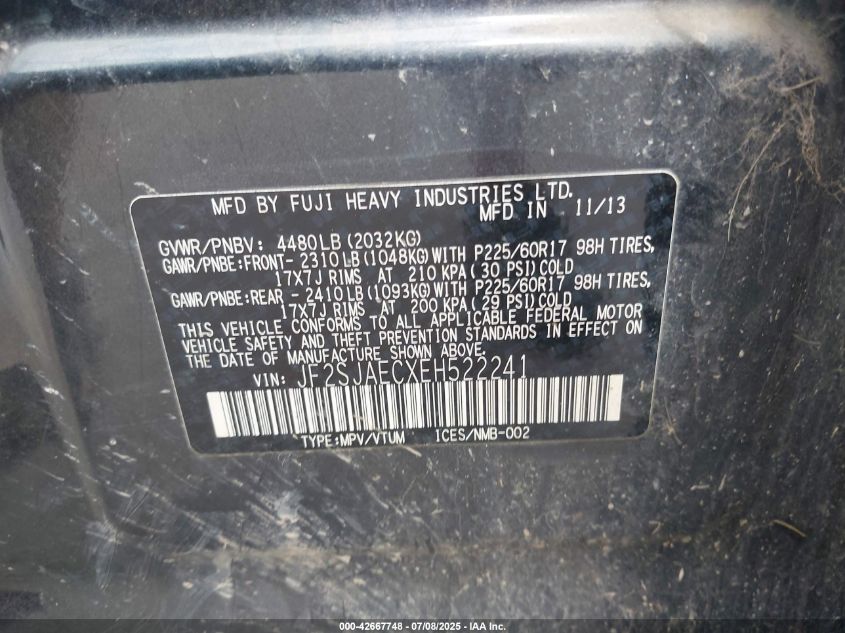 MFD BY FUJI HEAVY INDUSTRIES LTD.
MFD IN 11/13
GVWR/PNBV: 4480LB(2032KG)
GAWR/PNBE:FRONT- 2310LB(1048KG)WITH P225/60R17 98H TIRES,
17X7J RIMS AT 210 KPA(30 PSI)COLD
GAWR/PNBE:REAR - 2410LB(1093KG)WITH P225/60R17 98H TIRES,
17X7J RIMS AT 200 KPA(29 PSI)COLD
THIS VEHICLE CONFORMS TO ALL APPLICABLE FEDERAL MOTOR
VEHICLE SAFETY AND THEFT PREVENTION STANDARDS IN EFFECT ON
THE DATE OF MANUFACTURE SHOWN ABOVE.
VIN: JF2SJAECXEH522241
TYPE:MPV/VTUM ICES/NMB-002
000-42667748 - 07/08/2025 - IAA Inc.